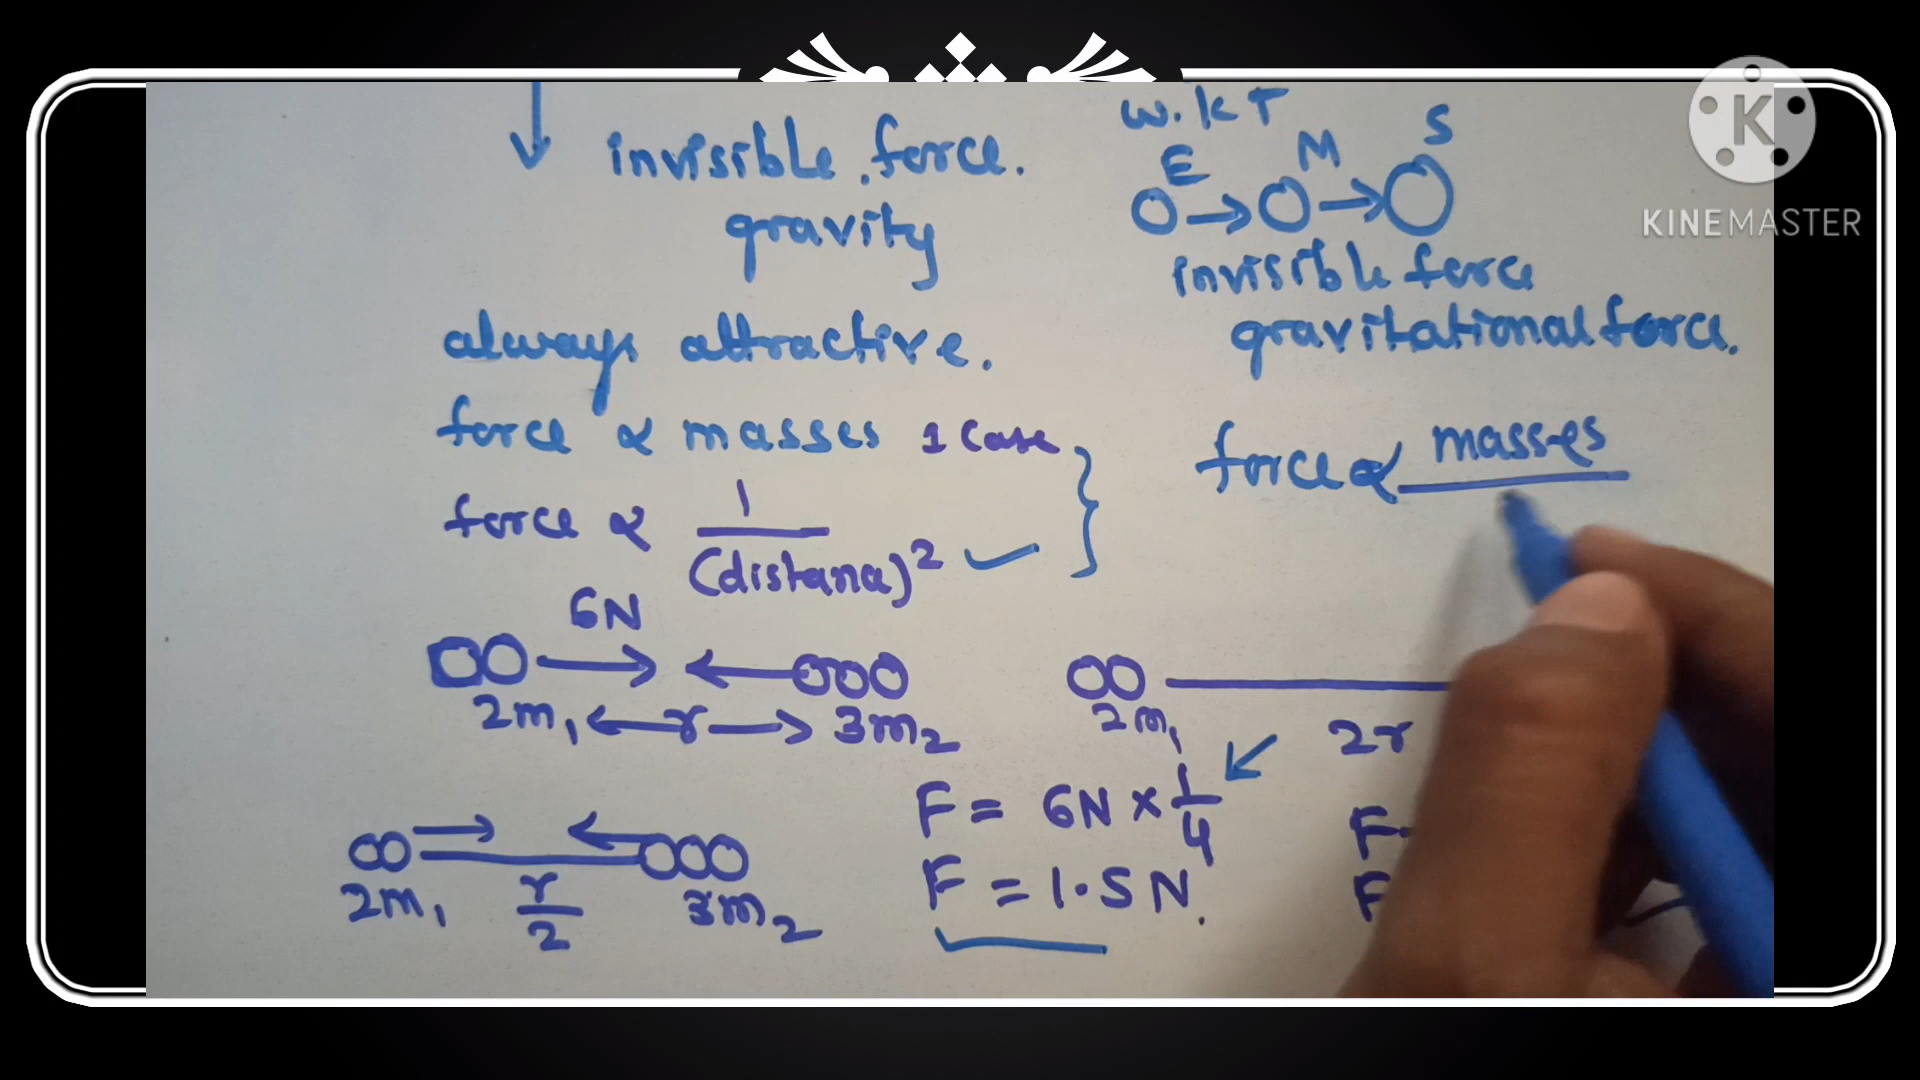 invisible force.
gravity
always attractive.
force ∝ masses 1 Case
force ∝ 1
(distance)²
6N
2m₁ r 3m₂
2m₁ r/2 3m₂
w.k T
E M S
invisible force
gravitational force.
force ∝ masses
2m₁ 2r
F = 6N × 1/4
F = 1.5 N.
F
F
K
KINEMASTER